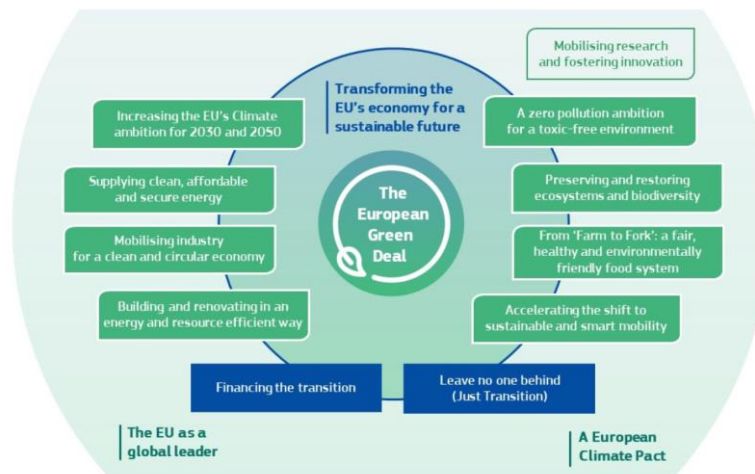 Mobilising research
and fostering innovation
Transforming the
EU's economy for a
sustainable future
Increasing the EU's Climate
ambition for 2030 and 2050
A zero pollution ambition
for a toxic-free environment
Supplying clean, affordable
and secure energy
Preserving and restoring
ecosystems and biodiversity
The
European
Green
Deal
Mobilising industry
for a clean and circular economy
From 'Farm to Fork': a fair,
healthy and environmentally
friendly food system
Building and renovating in an
energy and resource efficient way
Accelerating the shift to
sustainable and smart mobility
Financing the transition
Leave no one behind
(Just Transition)
The EU as a
global leader
A European
Climate Pact